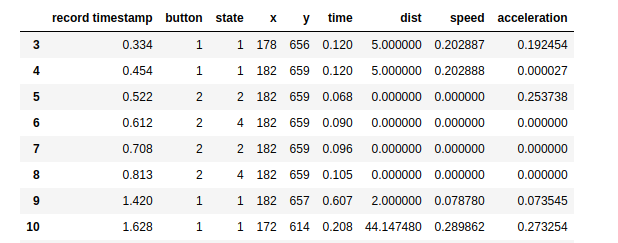 record timestamp button state x y time dist speed acceleration
3 0.334 1 1 178 656 0.120 5.000000 0.202887 0.192454
4 0.454 1 1 182 659 0.120 5.000000 0.202888 0.000027
5 0.522 2 2 182 659 0.068 0.000000 0.000000 0.253738
6 0.612 2 4 182 659 0.090 0.000000 0.000000 0.000000
7 0.708 2 2 182 659 0.096 0.000000 0.000000 0.000000
8 0.813 2 4 182 659 0.105 0.000000 0.000000 0.000000
9 1.420 1 1 182 657 0.607 2.000000 0.078780 0.073545
10 1.628 1 1 172 614 0.208 44.147480 0.289862 0.273254